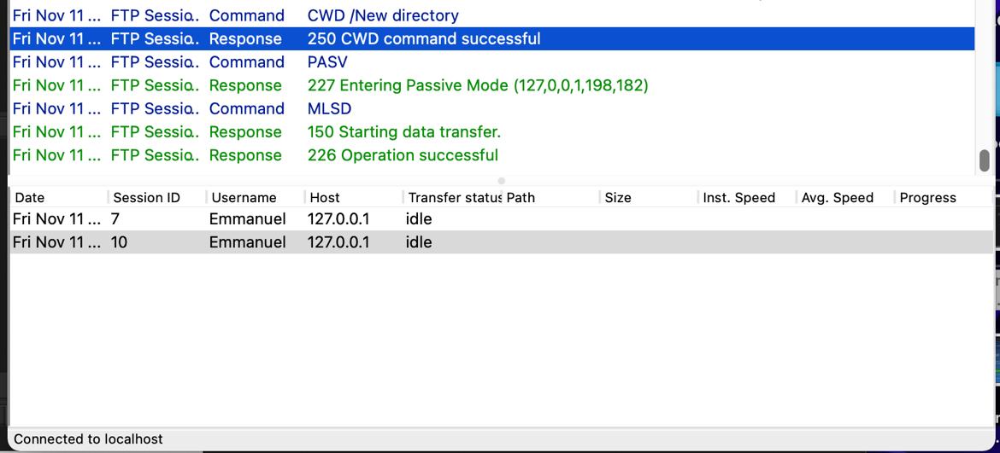 Fri Nov 11 ... FTP Sessio.. Command CWD /New directory
Fri Nov 11 ... FTP Sessio.. Response 250 CWD command successful
Fri Nov 11 ... FTP Sessio.. Command PASV
Fri Nov 11 ... FTP Sessio.. Response 227 Entering Passive Mode (127,0,0,1,198,182)
Fri Nov 11 ... FTP Sessio.. Command MLSD
Fri Nov 11 ... FTP Sessio.. Response 150 Starting data transfer.
Fri Nov 11 ... FTP Sessio.. Response 226 Operation successful
Date Session ID Username Host Transfer status Path Size Inst. Speed Avg. Speed Progress
Fri Nov 11 ... 7 Emmanuel 127.0.0.1 idle
Fri Nov 11 ... 10 Emmanuel 127.0.0.1 idle
Connected to localhost